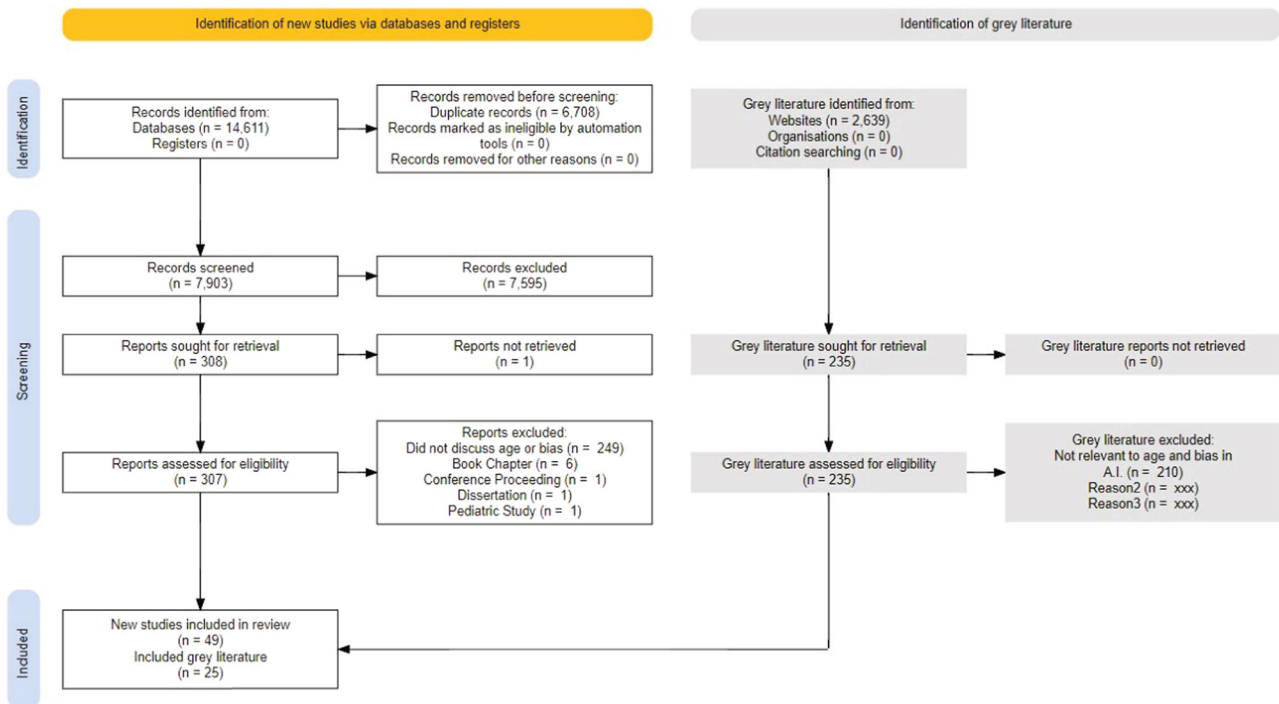 Identification of new studies via databases and registers
Identification of grey literature
Identification
Records identified from:
Databases (n = 14,611)
Registers (n = 0)
Records removed before screening:
Duplicate records (n = 6,708)
Records marked as ineligible by automation
tools (n = 0)
Records removed for other reasons (n = 0)
Grey literature identified from:
Websites (n = 2,639)
Organisations (n = 0)
Citation searching (n = 0)
Screening
Records screened
(n = 7,903)
Records excluded
(n = 7,595)
Reports sought for retrieval
(n = 308)
Reports not retrieved
(n = 1)
Grey literature sought for retrieval
(n = 235)
Grey literature reports not retrieved
(n = 0)
Reports assessed for eligibility
(n = 307)
Reports excluded:
Did not discuss age or bias (n = 249)
Book Chapter (n = 6)
Conference Proceeding (n = 1)
Dissertation (n = 1)
Pediatric Study (n = 1)
Grey literature assessed for eligibility
(n = 235)
Grey literature excluded:
Not relevant to age and bias in
A.I. (n = 210)
Reason2 (n = xxx)
Reason3 (n = xxx)
Included
New studies included in review
(n = 49)
Included grey literature
(n = 25)